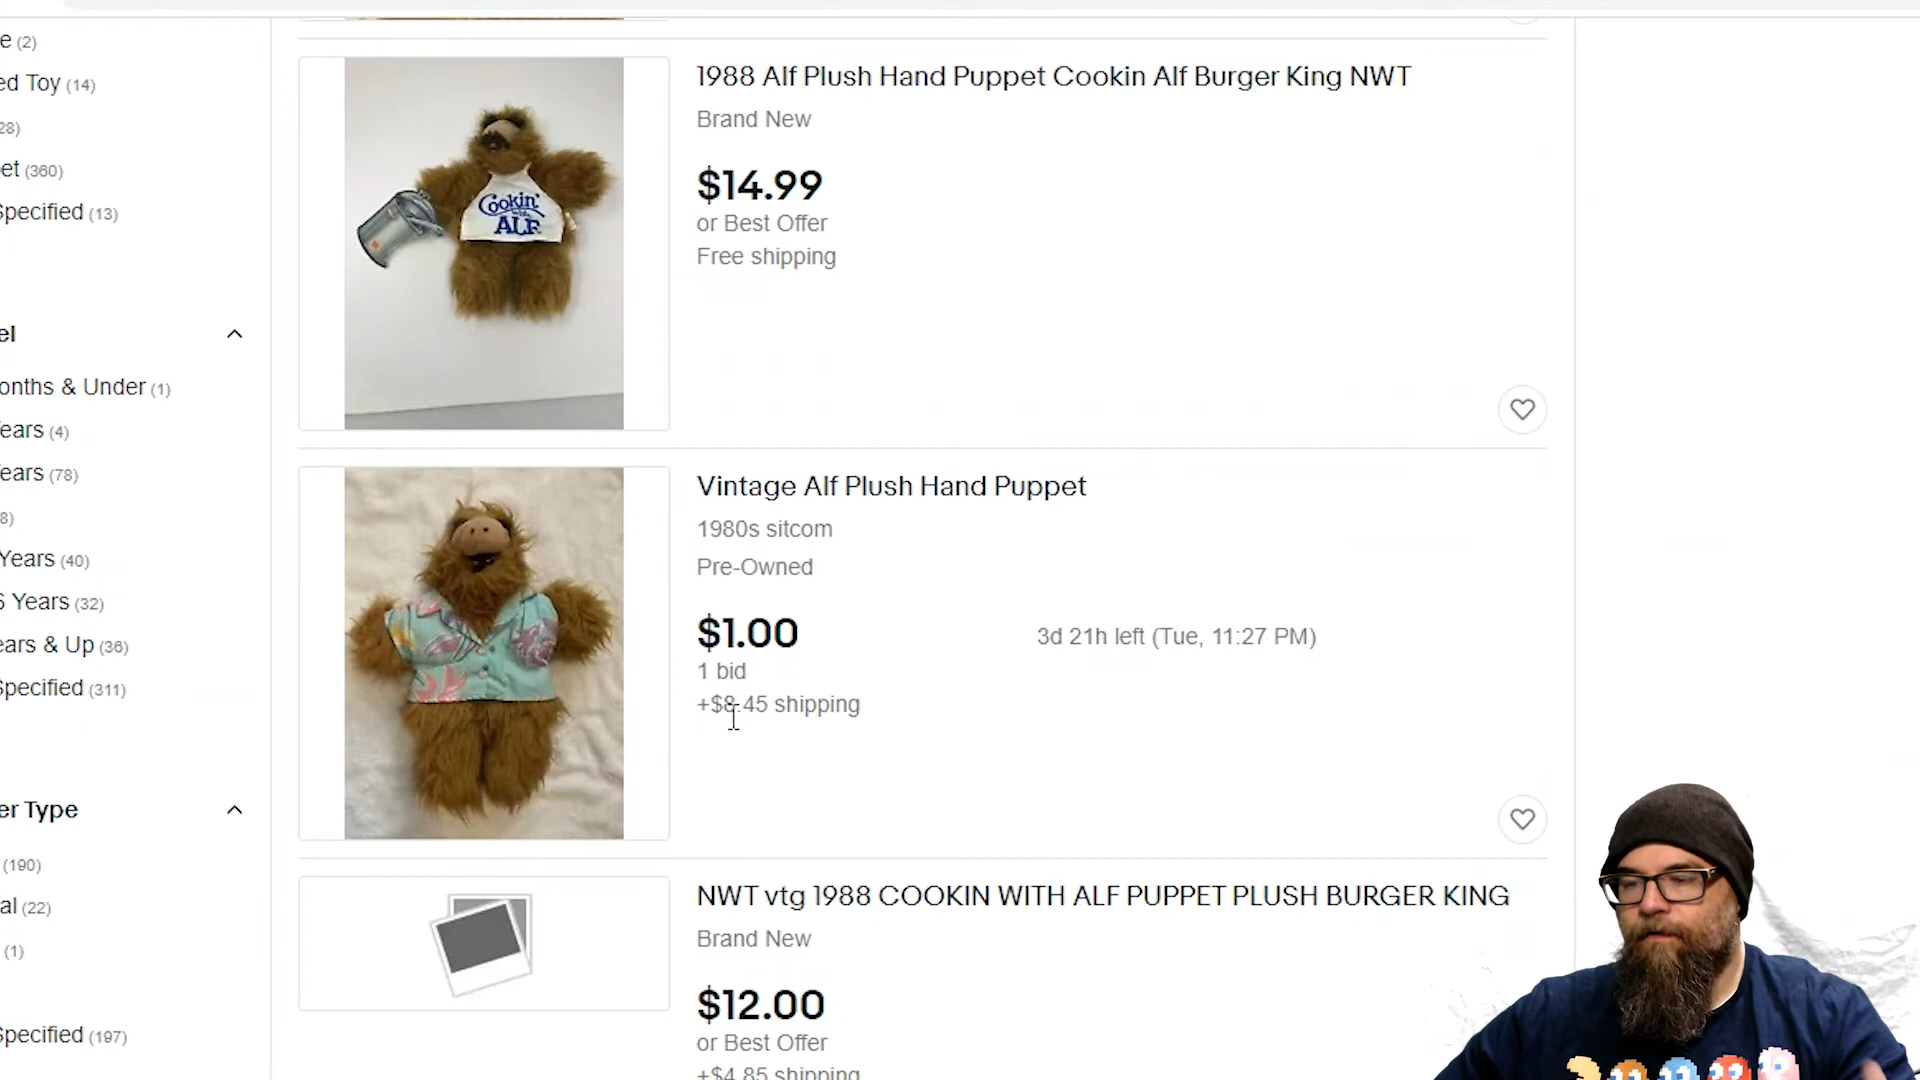 e (2)
ed Toy (14)
28)
et (360)
Specified (13)
el
onths & Under (1)
ears (4)
ears (78)
8)
Years (40)
6 Years (32)
ears & Up (36)
Specified (311)
er Type
(190)
al (22)
(1)
Specified (197)
1988 Alf Plush Hand Puppet Cookin Alf Burger King NWT
Brand New
$14.99
or Best Offer
Free shipping
Cookin'
with
ALF
Vintage Alf Plush Hand Puppet
1980s sitcom
Pre-Owned
$1.00
3d 21h left (Tue, 11:27 PM)
1 bid
+$8.45 shipping
NWT vtg 1988 COOKIN WITH ALF PUPPET PLUSH BURGER KING
Brand New
$12.00
or Best Offer
+$4.85 shipping